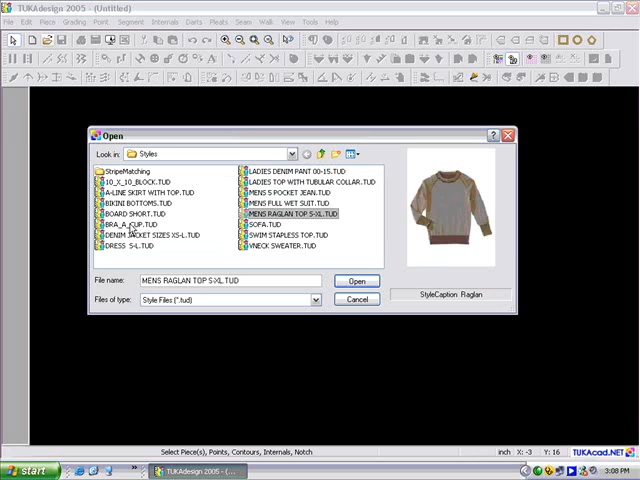 TUKAdesign 2005 - (Untitled)
Edit View Piece Grading Point Segment Internals Darts Pleats Seam Walk View Tools Help
Open
Look in: Styles
StripeMatching
10_X_10_BLOCK.TUD
A-LINE SKIRT WITH TOP.TUD
BIKINI BOTTOMS.TUD
BOARD SHORT.TUD
BRA_A_CUP.TUD
DENIM JACKET SIZES XS-L.TUD
DRESS S-L.TUD
LADIES DENIM PANT 00-15.TUD
LADIES TOP WITH TUBULAR COLLAR.TUD
MENS 5 POCKET JEAN.TUD
MENS FULL WET SUIT.TUD
MENS RAGLAN TOP S-XL.TUD
SOFA.TUD
SWIM STAPLESS TOP.TUD
VNECK SWEATER.TUD
File name: MENS RAGLAN TOP S-XL.TUD Open
Files of type: Style Files (*.tud) Cancel
StyleCaption Raglan
Select Piece(s), Points, Contours, Internals, Notch inch X: -3 Y: 16 TUKAcad.NET
start TUKAdesign 2005 - (... 3:08 PM